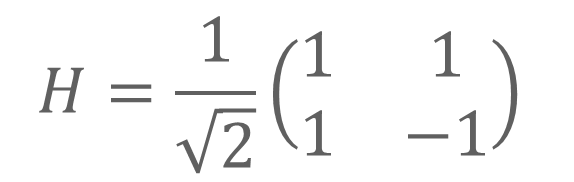 H = 1/√2 (1 1
1 −1)